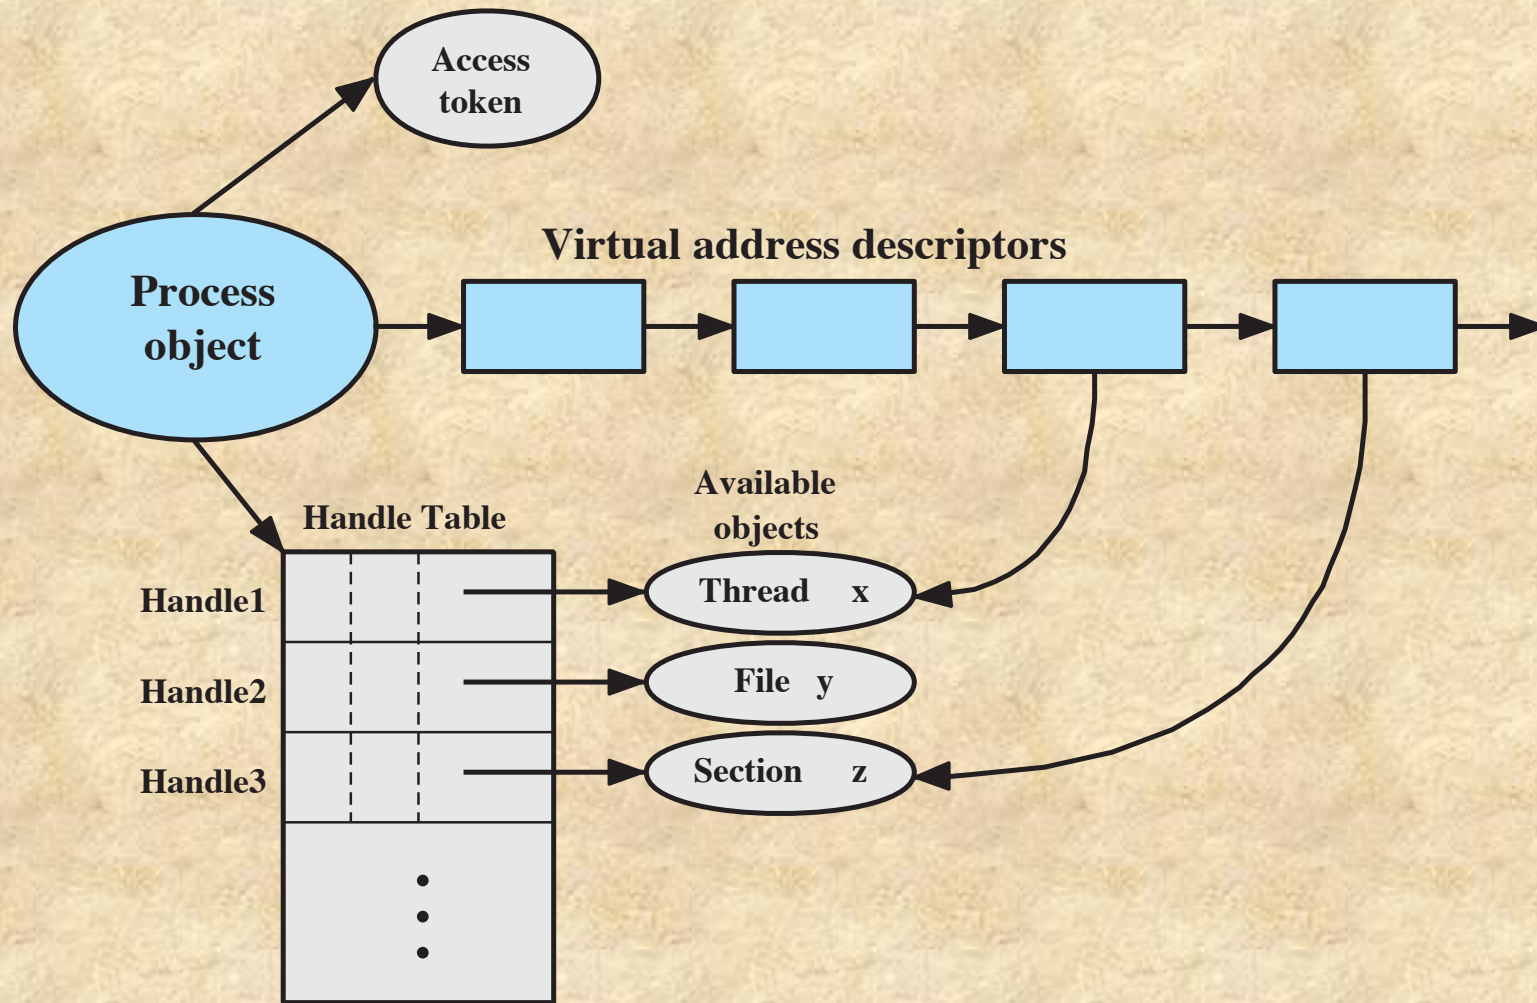 Access
token
Virtual address descriptors
Process
object
Available
objects
Handle Table
Handle1
Thread x
Handle2
File y
Handle3
Section z